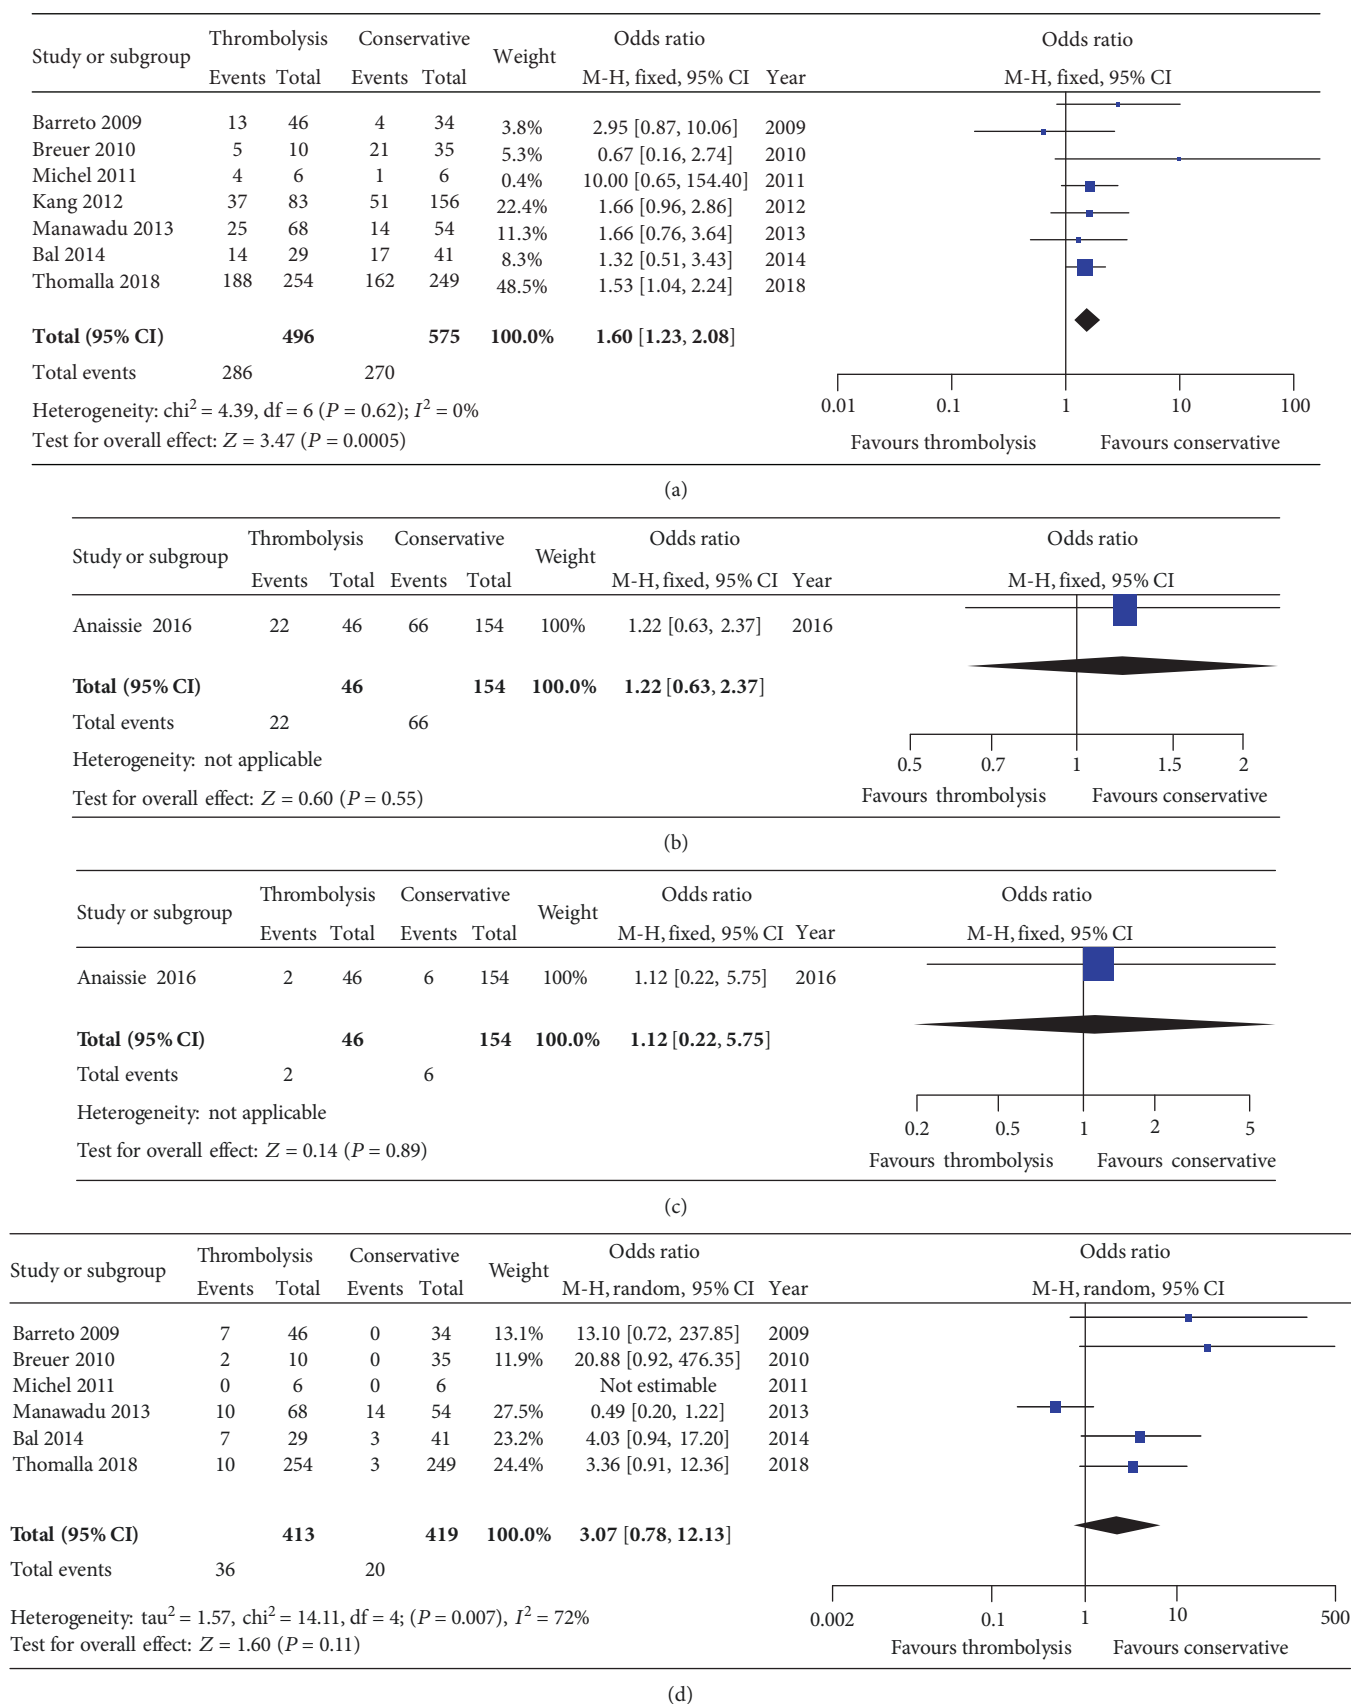 Study or subgroup Thrombolysis Conservative Weight Odds ratio Odds ratio
Events Total Events Total M-H, fixed, 95% CI Year M-H, fixed, 95% CI
Barreto 2009 13 46 4 34 3.8% 2.95 [0.87, 10.06] 2009
Breuer 2010 5 10 21 35 5.3% 0.67 [0.16, 2.74] 2010
Michel 2011 4 6 1 6 0.4% 10.00 [0.65, 154.40] 2011
Kang 2012 37 83 51 156 22.4% 1.66 [0.96, 2.86] 2012
Manawadu 2013 25 68 14 54 11.3% 1.66 [0.76, 3.64] 2013
Bal 2014 14 29 17 41 8.3% 1.32 [0.51, 3.43] 2014
Thomalla 2018 188 254 162 249 48.5% 1.53 [1.04, 2.24] 2018
Total (95% CI) 496 575 100.0% 1.60 [1.23, 2.08]
Total events 286 270
Heterogeneity: chi² = 4.39, df = 6 (P = 0.62); I² = 0%
Test for overall effect: Z = 3.47 (P = 0.0005)
0.01 0.1 1 10 100
Favours thrombolysis Favours conservative
(a)
Study or subgroup Thrombolysis Conservative Weight Odds ratio Odds ratio
Events Total Events Total M-H, fixed, 95% CI Year M-H, fixed, 95% CI
Anaissie 2016 22 46 66 154 100% 1.22 [0.63, 2.37] 2016
Total (95% CI) 46 154 100.0% 1.22 [0.63, 2.37]
Total events 22 66
Heterogeneity: not applicable
Test for overall effect: Z = 0.60 (P = 0.55)
0.5 0.7 1 1.5 2
Favours thrombolysis Favours conservative
(b)
Study or subgroup Thrombolysis Conservative Weight Odds ratio Odds ratio
Events Total Events Total M-H, fixed, 95% CI Year M-H, fixed, 95% CI
Anaissie 2016 2 46 6 154 100% 1.12 [0.22, 5.75] 2016
Total (95% CI) 46 154 100.0% 1.12 [0.22, 5.75]
Total events 2 6
Heterogeneity: not applicable
Test for overall effect: Z = 0.14 (P = 0.89)
0.2 0.5 1 2 5
Favours thrombolysis Favours conservative
(c)
Study or subgroup Thrombolysis Conservative Weight Odds ratio Odds ratio
Events Total Events Total M-H, random, 95% CI Year M-H, random, 95% CI
Barreto 2009 7 46 0 34 13.1% 13.10 [0.72, 237.85] 2009
Breuer 2010 2 10 0 35 11.9% 20.88 [0.92, 476.35] 2010
Michel 2011 0 6 0 6 Not estimable 2011
Manawadu 2013 10 68 14 54 27.5% 0.49 [0.20, 1.22] 2013
Bal 2014 7 29 3 41 23.2% 4.03 [0.94, 17.20] 2014
Thomalla 2018 10 254 3 249 24.4% 3.36 [0.91, 12.36] 2018
Total (95% CI) 413 419 100.0% 3.07 [0.78, 12.13]
Total events 36 20
Heterogeneity: tau² = 1.57, chi² = 14.11, df = 4; (P = 0.007), I² = 72%
Test for overall effect: Z = 1.60 (P = 0.11)
0.002 0.1 1 10 500
Favours thrombolysis Favours conservative
(d)